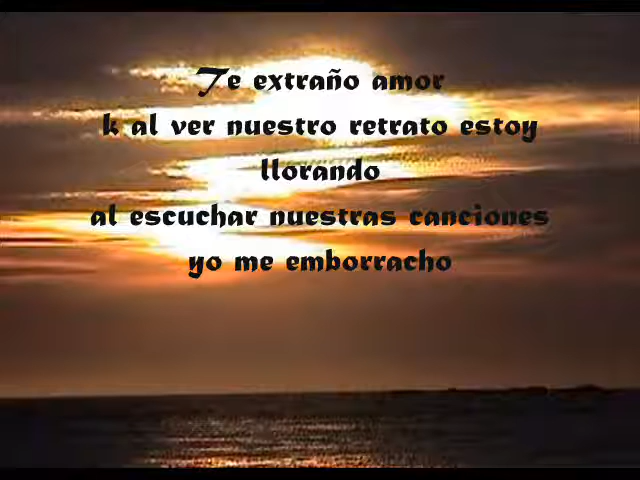 Te extraño amor
k al ver nuestro retrato estoy
llorando
al escuchar nuestras canciones
yo me emborracho